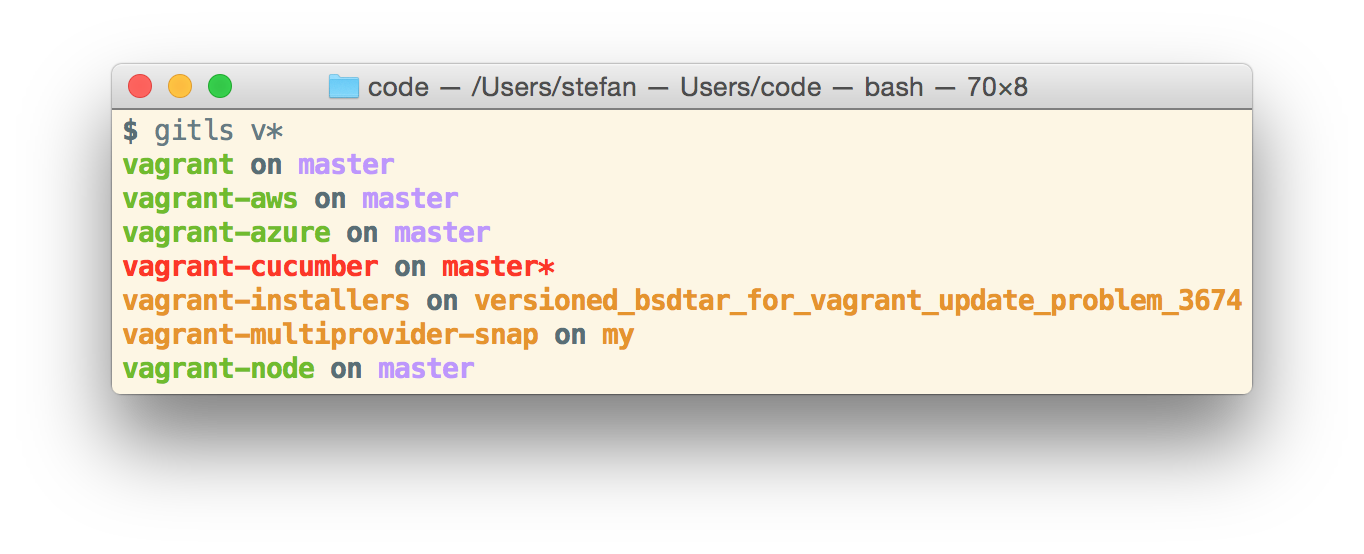 code — /Users/stefan — Users/code — bash — 70×8
$ gitls v*
vagrant on master
vagrant-aws on master
vagrant-azure on master
vagrant-cucumber on master*
vagrant-installers on versioned_bsdtar_for_vagrant_update_problem_3674
vagrant-multiprovider-snap on my
vagrant-node on master